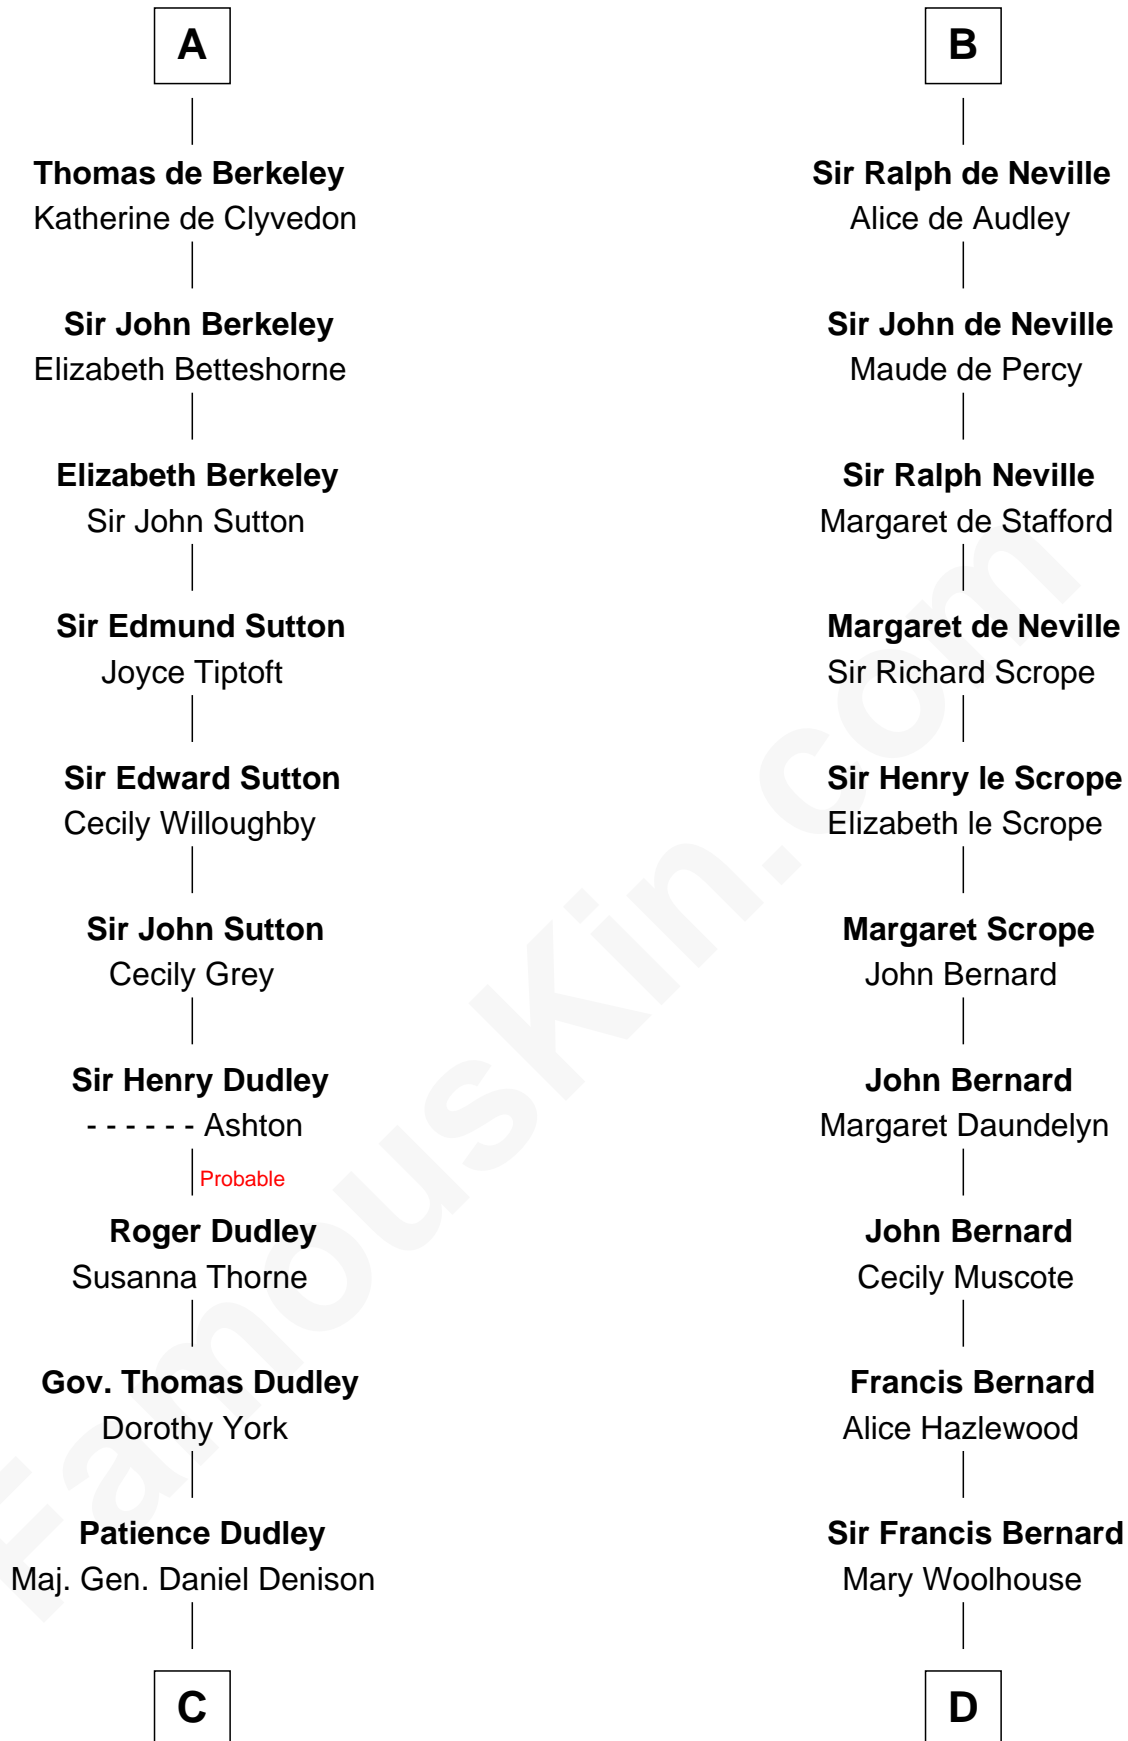 A
Thomas de Berkeley
Katherine de Clyvedon
Sir John Berkeley
Elizabeth Betteshorne
Elizabeth Berkeley
Sir John Sutton
Sir Edmund Sutton
Joyce Tiptoft
Sir Edward Sutton
Cecily Willoughby
Sir John Sutton
Cecily Grey
Sir Henry Dudley
- - - - - - Ashton
Probable
Roger Dudley
Susanna Thorne
Gov. Thomas Dudley
Dorothy York
Patience Dudley
Maj. Gen. Daniel Denison
C
B
Sir Ralph de Neville
Alice de Audley
Sir John de Neville
Maude de Percy
Sir Ralph Neville
Margaret de Stafford
Margaret de Neville
Sir Richard Scrope
Sir Henry le Scrope
Elizabeth le Scrope
Margaret Scrope
John Bernard
John Bernard
Margaret Daundelyn
John Bernard
Cecily Muscote
Francis Bernard
Alice Hazlewood
Sir Francis Bernard
Mary Woolhouse
D
FamousKin.com